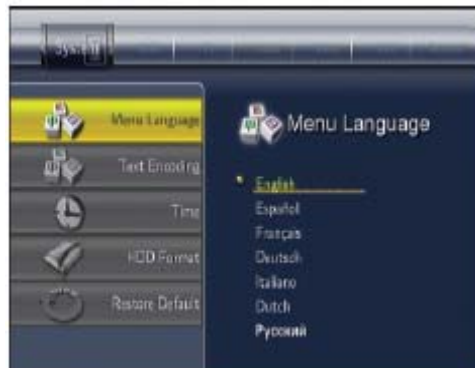 System
Menu Language
Text Encoding
Time
HDD Format
Restore Default
Menu Language
English
Español
Français
Deutsch
Italiano
Dutch
Русский